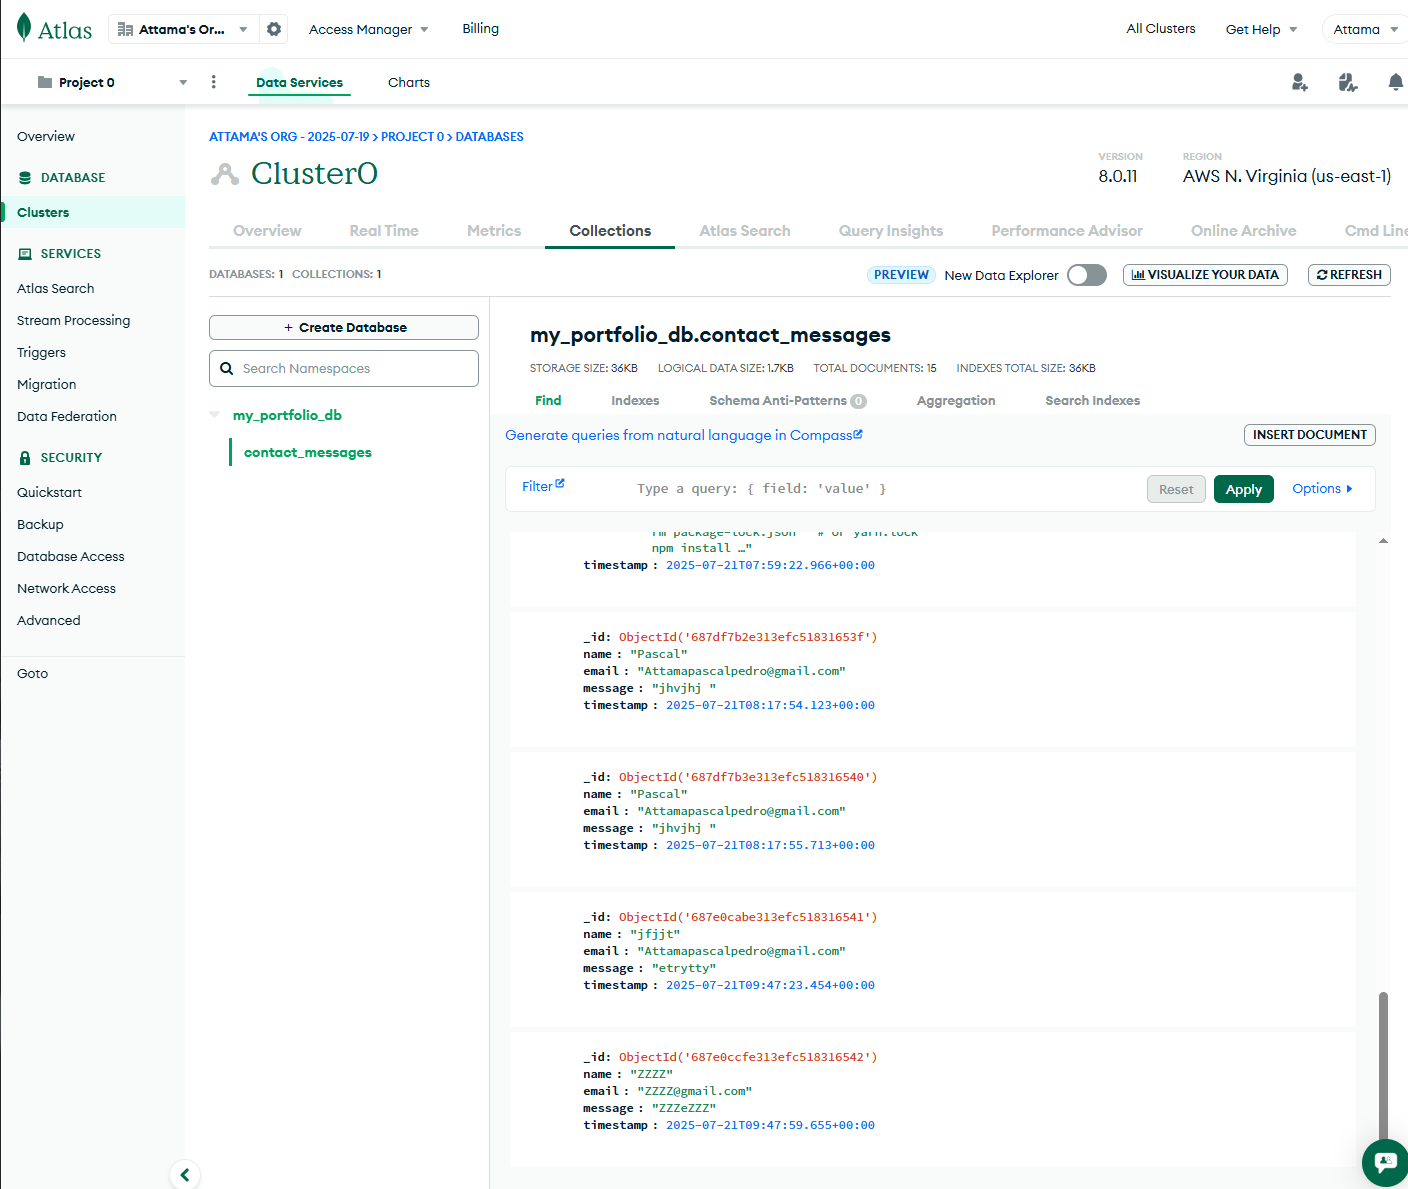 Atlas
Attama's Or...
Access Manager
Billing
All Clusters
Get Help
Attama
Project 0
Data Services
Charts
Overview
DATABASE
Clusters
SERVICES
Atlas Search
Stream Processing
Triggers
Migration
Data Federation
SECURITY
Quickstart
Backup
Database Access
Network Access
Advanced
Goto
ATTAMA'S ORG - 2025-07-19 > PROJECT 0 > DATABASES
Cluster0
VERSION
8.0.11
REGION
AWS N. Virginia (us-east-1)
Overview
Real Time
Metrics
Collections
Atlas Search
Query Insights
Performance Advisor
Online Archive
Cmd Line
DATABASES: 1 COLLECTIONS: 1
PREVIEW
New Data Explorer
VISUALIZE YOUR DATA
REFRESH
+ Create Database
Search Namespaces
my_portfolio_db
contact_messages
my_portfolio_db.contact_messages
STORAGE SIZE: 36KB
LOGICAL DATA SIZE: 1.7KB
TOTAL DOCUMENTS: 15
INDEXES TOTAL SIZE: 36KB
Find
Indexes
Schema Anti-Patterns 0
Aggregation
Search Indexes
Generate queries from natural language in Compass
INSERT DOCUMENT
Filter
Type a query: { field: 'value' }
Reset
Apply
Options
rm package-lock.json # or yarn.lock
npm install …"
timestamp : 2025-07-21T07:59:22.966+00:00
_id: ObjectId('687df7b2e313efc51831653f')
name : "Pascal"
email : "Attamapascalpedro@gmail.com"
message : "jhvjhj "
timestamp : 2025-07-21T08:17:54.123+00:00
_id: ObjectId('687df7b3e313efc518316540')
name : "Pascal"
email : "Attamapascalpedro@gmail.com"
message : "jhvjhj "
timestamp : 2025-07-21T08:17:55.713+00:00
_id: ObjectId('687e0cabe313efc518316541')
name : "jfjjt"
email : "Attamapascalpedro@gmail.com"
message : "etrytty"
timestamp : 2025-07-21T09:47:23.454+00:00
_id: ObjectId('687e0ccfe313efc518316542')
name : "ZZZZ"
email : "ZZZZ@gmail.com"
message : "ZZZeZZZ"
timestamp : 2025-07-21T09:47:59.655+00:00